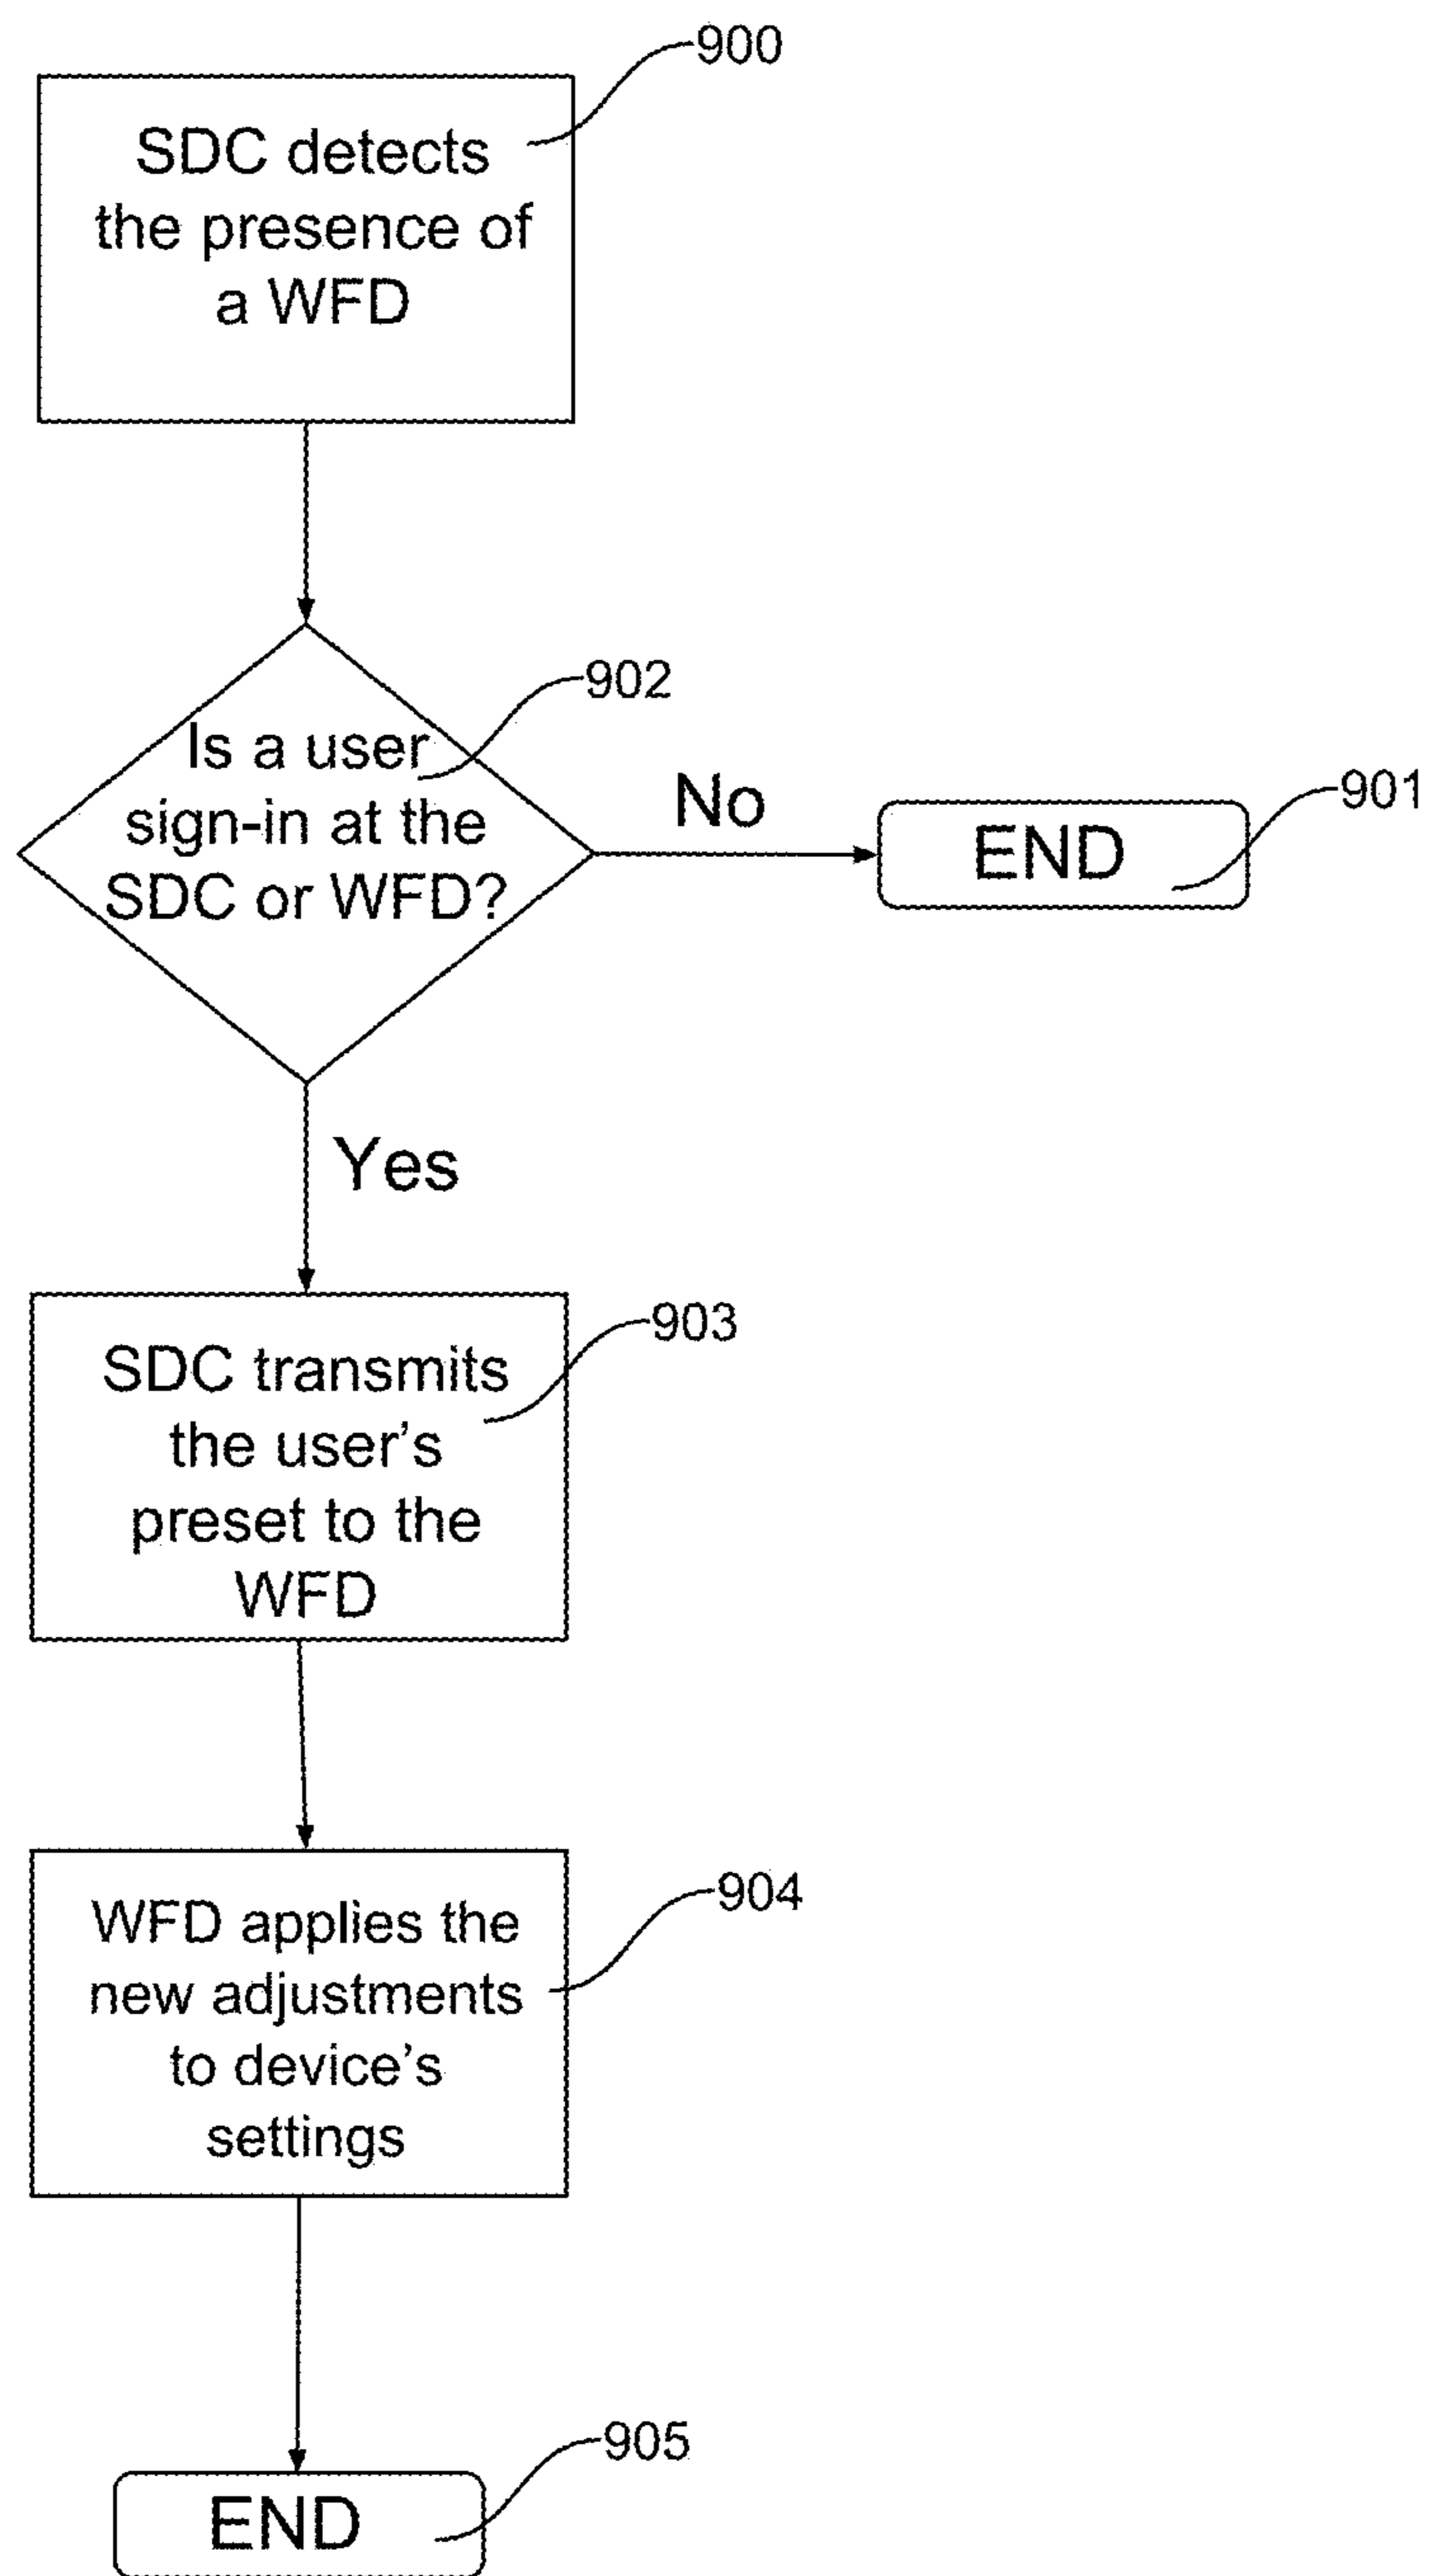 900
SDC detects
the presence of
a WFD
902
Is a user
sign-in at the
SDC or WFD?
No
901
END
Yes
903
SDC transmits
the user’s
preset to the
WFD
904
WFD applies the
new adjustments
to device’s
settings
905
END